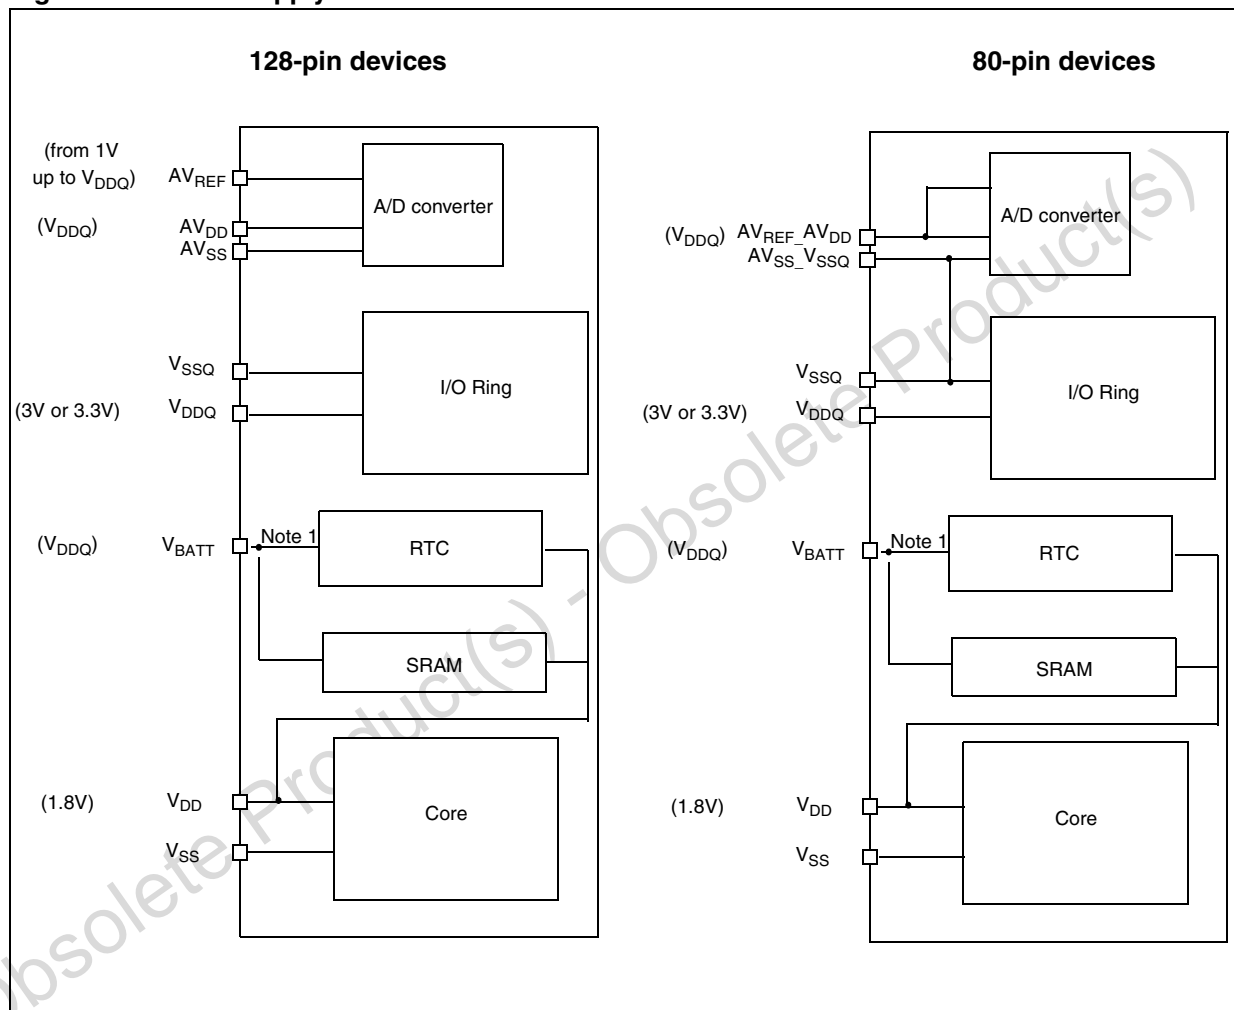 128-pin devices
80-pin devices
(from 1V
up to VDDQ)
AVREF
(VDDQ)
AVDD
AVSS
A/D converter
VSSQ
(3V or 3.3V)
VDDQ
I/O Ring
(VDDQ)
VBATT
Note 1
RTC
SRAM
(1.8V)
VDD
VSS
Core
(VDDQ)
AVREF_AVDD
AVSS_VSSQ
A/D converter
VSSQ
(3V or 3.3V)
VDDQ
I/O Ring
(VDDQ)
VBATT
Note 1
RTC
SRAM
(1.8V)
VDD
VSS
Core
Obsolete Product(s) - Obsolete Product(s)